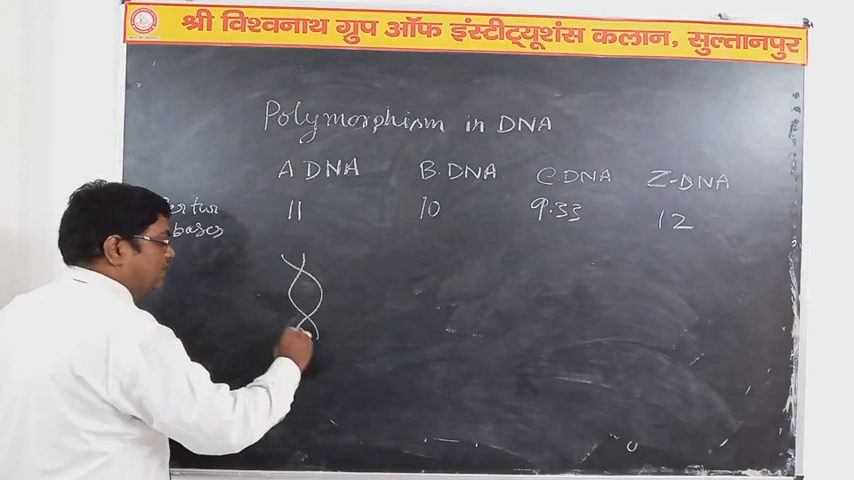 श्री विश्वनाथ ग्रुप ऑफ इंस्टीट्यूशंस कलान, सुल्तानपुर
Polymorphism in DNA
A DNA B.DNA C.DNA Z-DNA
11 10 9.33 12
bases